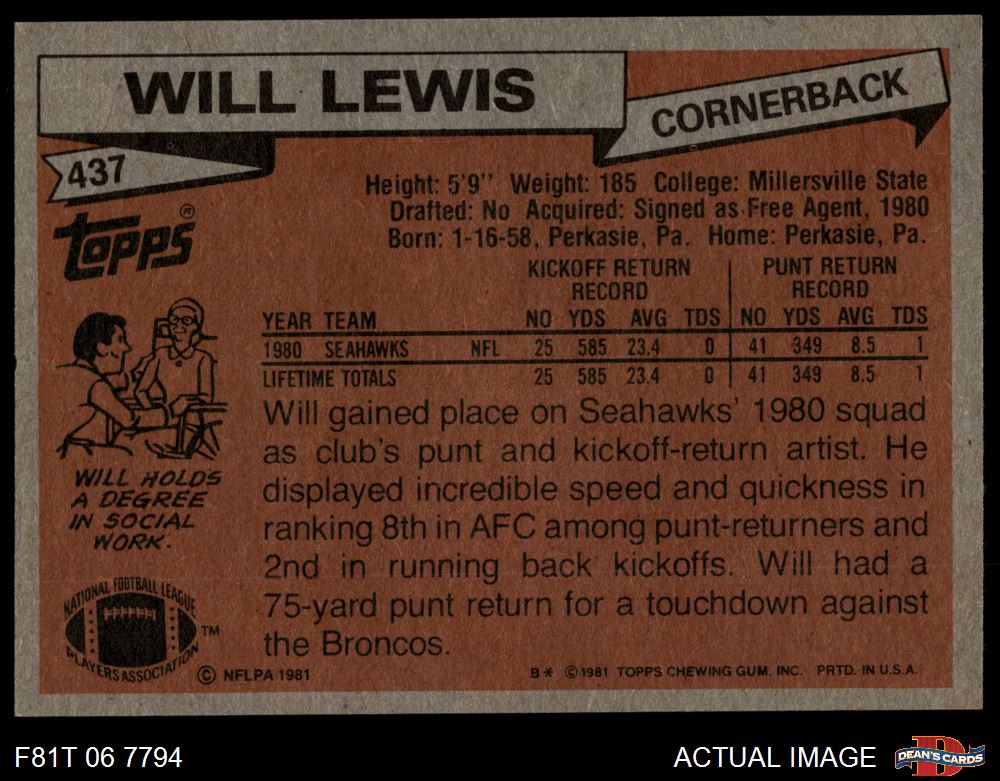 WILL LEWIS
CORNERBACK
437
topps®
Height: 5'9" Weight: 185 College: Millersville State
Drafted: No Acquired: Signed as Free Agent, 1980
Born: 1-16-58, Perkasie, Pa. Home: Perkasie, Pa.
KICKOFF RETURN RECORD PUNT RETURN RECORD
YEAR TEAM NO YDS AVG TDS NO YDS AVG TDS
1980 SEAHAWKS NFL 25 585 23.4 0 41 349 8.5 1
LIFETIME TOTALS 25 585 23.4 0 41 349 8.5 1
Will gained place on Seahawks' 1980 squad
as club's punt and kickoff-return artist. He
displayed incredible speed and quickness in
ranking 8th in AFC among punt-returners and
2nd in running back kickoffs. Will had a
75-yard punt return for a touchdown against
the Broncos.
WILL HOLDS
A DEGREE
IN SOCIAL
WORK.
NATIONAL FOOTBALL LEAGUE
PLAYERS ASSOCIATION
TM
© NFLPA 1981
B* © 1981 TOPPS CHEWING GUM, INC. PRTD. IN U.S.A.
F81T 06 7794
ACTUAL IMAGE
D
DEAN'S CARDS